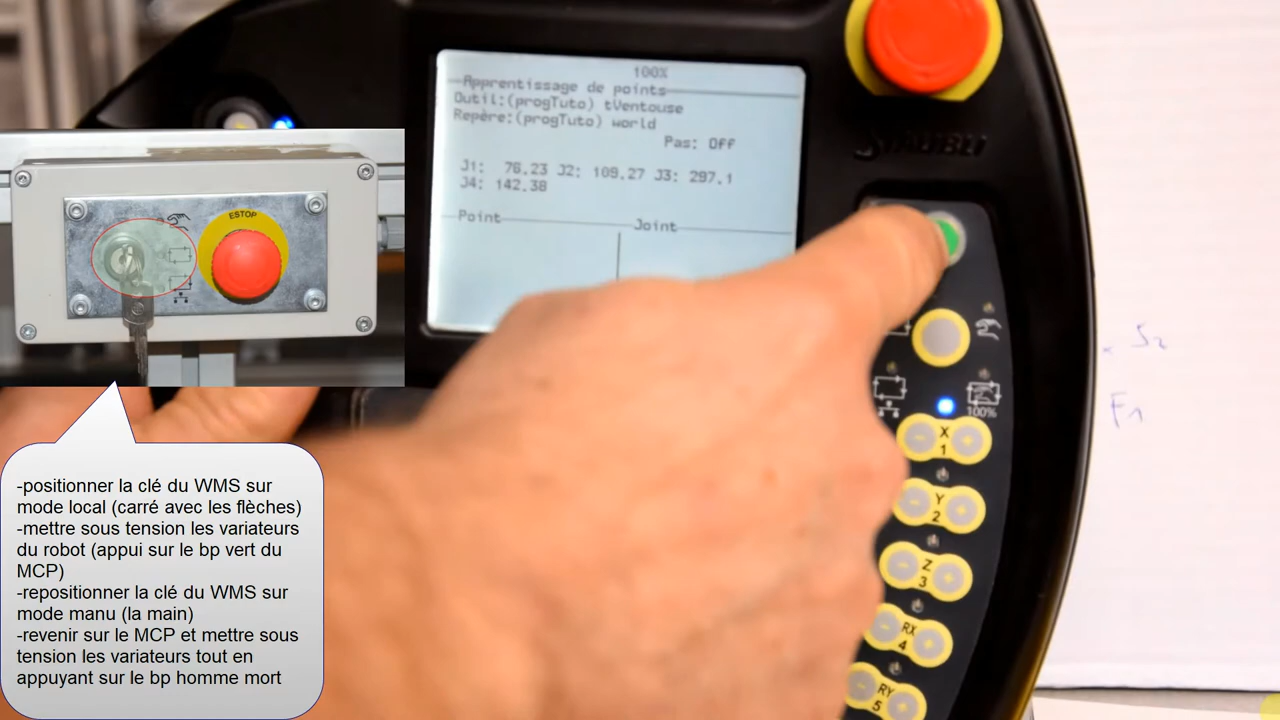 100%
Apprentissage de points
Outil:(progTuto) tVentouse
Repère:(progTuto) world
Pas: Off
J1: 76.23 J2: 109.27 J3: 297.1
J4: 142.38
Point Joint
STÄUBLI
ESTOP
100%
X
1
Y
2
Z
3
RX
4
RY
5
S2
F1
-positionner la clé du WMS sur
mode local (carré avec les flèches)
-mettre sous tension les variateurs
du robot (appui sur le bp vert du
MCP)
-repositionner la clé du WMS sur
mode manu (la main)
-revenir sur le MCP et mettre sous
tension les variateurs tout en
appuyant sur le bp homme mort